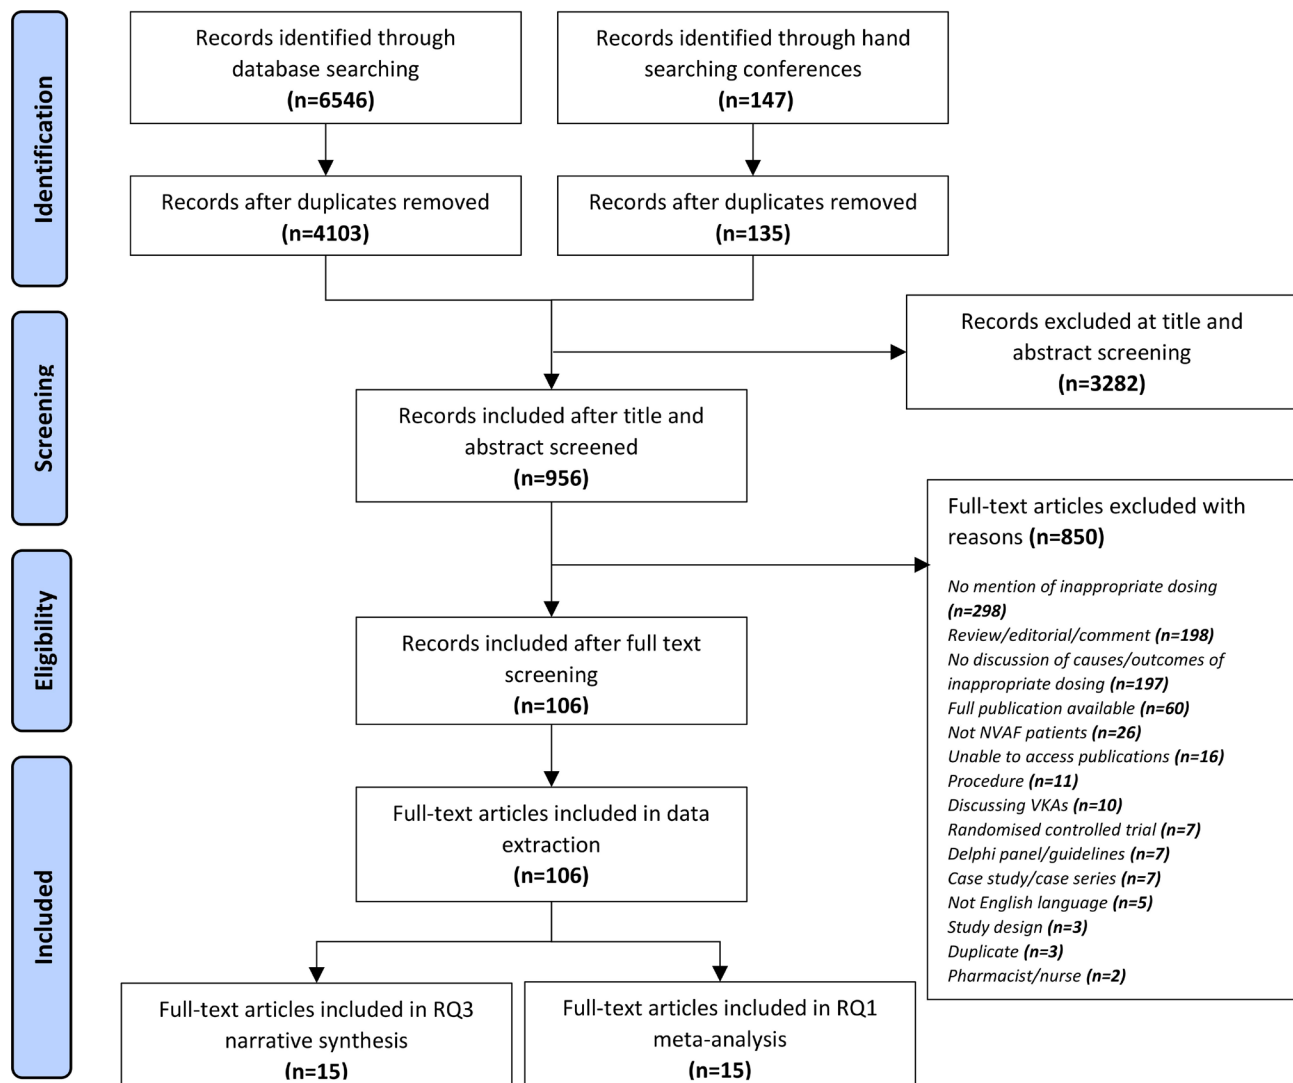 Identification
Records identified through
database searching
(n=6546)
Records identified through hand
searching conferences
(n=147)
Records after duplicates removed
(n=4103)
Records after duplicates removed
(n=135)
Screening
Records excluded at title and
abstract screening
(n=3282)
Records included after title and
abstract screened
(n=956)
Full-text articles excluded with
reasons (n=850)
No mention of inappropriate dosing
(n=298)
Review/editorial/comment (n=198)
No discussion of causes/outcomes of
inappropriate dosing (n=197)
Full publication available (n=60)
Not NVAF patients (n=26)
Unable to access publications (n=16)
Procedure (n=11)
Discussing VKAs (n=10)
Randomised controlled trial (n=7)
Delphi panel/guidelines (n=7)
Case study/case series (n=7)
Not English language (n=5)
Study design (n=3)
Duplicate (n=3)
Pharmacist/nurse (n=2)
Eligibility
Records included after full text
screening
(n=106)
Included
Full-text articles included in data
extraction
(n=106)
Full-text articles included in RQ3
narrative synthesis
(n=15)
Full-text articles included in RQ1
meta-analysis
(n=15)